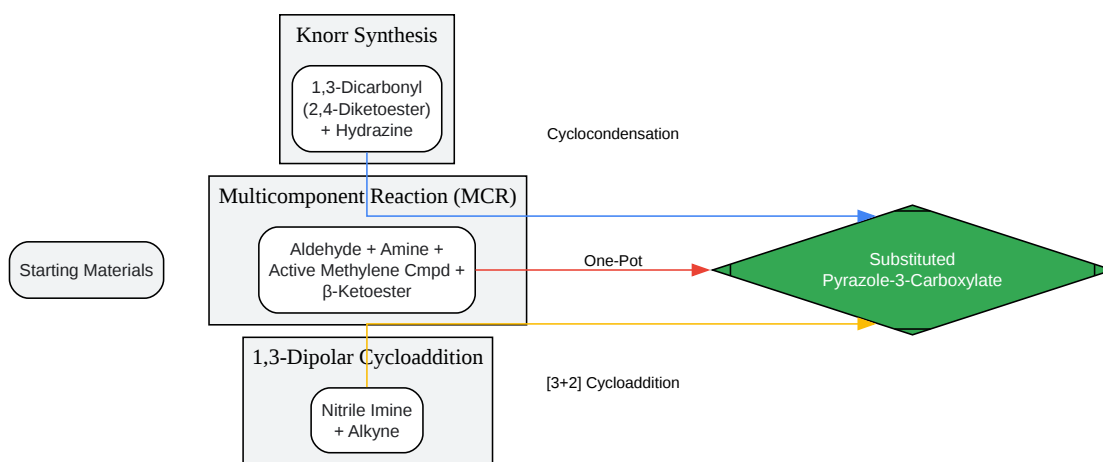 Knorr Synthesis
1,3-Dicarbonyl
(2,4-Diketoester)
+ Hydrazine
Cyclocondensation
Multicomponent Reaction (MCR)
Starting Materials
Aldehyde + Amine +
Active Methylene Cmpd +
β-Ketoester
One-Pot
Substituted
Pyrazole-3-Carboxylate
1,3-Dipolar Cycloaddition
Nitrile Imine
+ Alkyne
[3+2] Cycloaddition